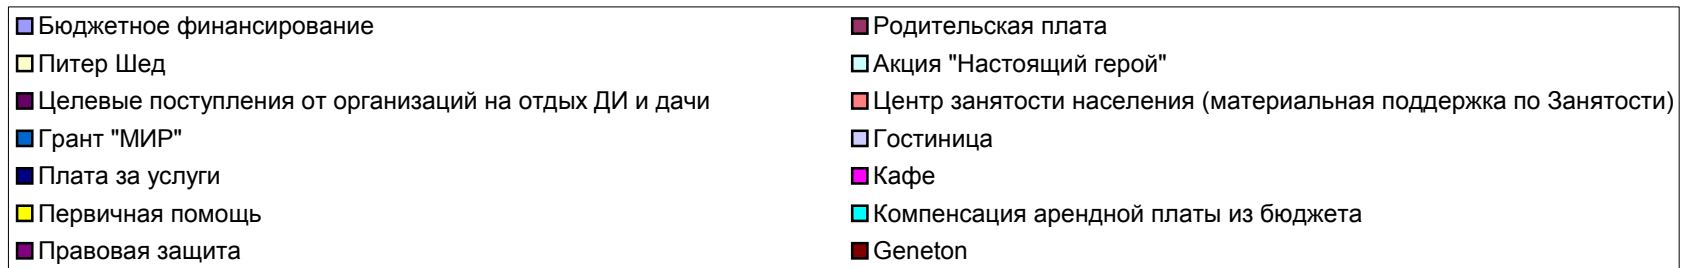 Бюджетное финансирование Родительская плата
Питер Шед Акция "Настоящий герой"
Целевые поступления от организаций на отдых ДИ и дачи Центр занятости населения (материальная поддержка по Занятости)
Грант "МИР" Гостиница
Плата за услуги Кафе
Первичная помощь Компенсация арендной платы из бюджета
Правовая защита Geneton